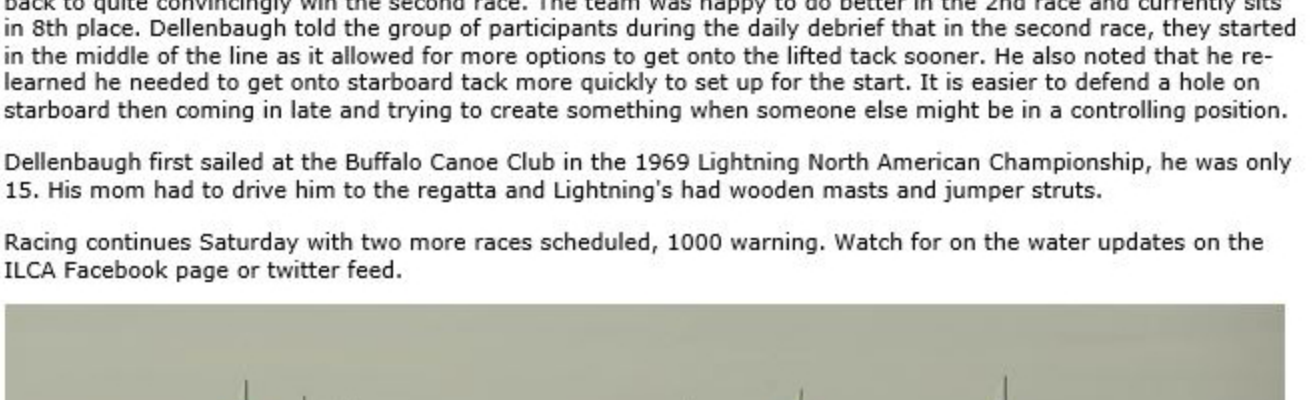 back to quite convincingly win the second race. The team was happy to do better in the 2nd race and currently sits
in 8th place. Dellenbaugh told the group of participants during the daily debrief that in the second race, they started
in the middle of the line as it allowed for more options to get onto the lifted tack sooner. He also noted that he re-
learned he needed to get onto starboard tack more quickly to set up for the start. It is easier to defend a hole on
starboard then coming in late and trying to create something when someone else might be in a controlling position.
Dellenbaugh first sailed at the Buffalo Canoe Club in the 1969 Lightning North American Championship, he was only
15. His mom had to drive him to the regatta and Lightning's had wooden masts and jumper struts.
Racing continues Saturday with two more races scheduled, 1000 warning. Watch for on the water updates on the
ILCA Facebook page or twitter feed.